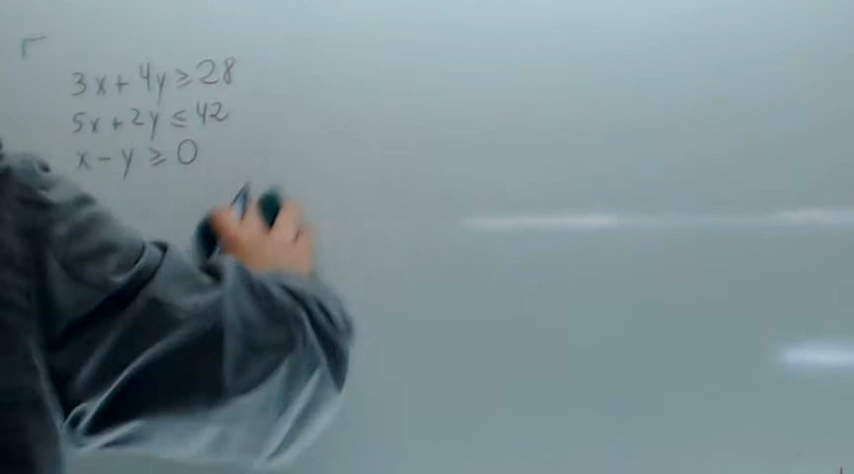 3x + 4y ≥ 28
5x + 2y ≤ 42
x - y ≥ 0